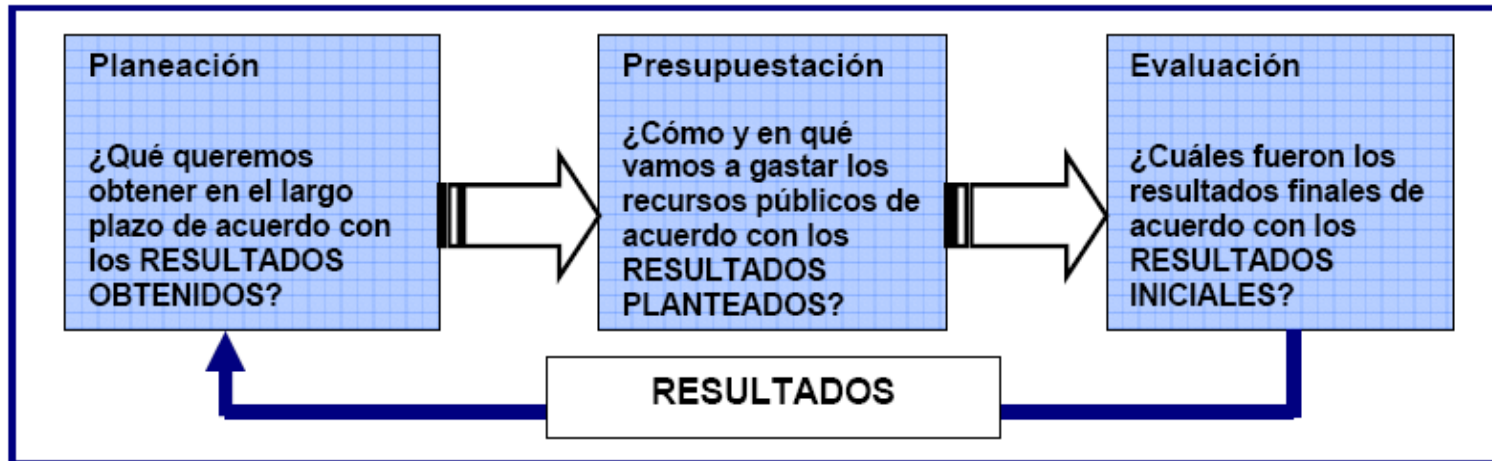 Planeación
¿Qué queremos
obtener en el largo
plazo de acuerdo con
los RESULTADOS
OBTENIDOS?
Presupuestación
¿Cómo y en qué
vamos a gastar los
recursos públicos de
acuerdo con los
RESULTADOS
PLANTEADOS?
Evaluación
¿Cuáles fueron los
resultados finales de
acuerdo con los
RESULTADOS
INICIALES?
RESULTADOS